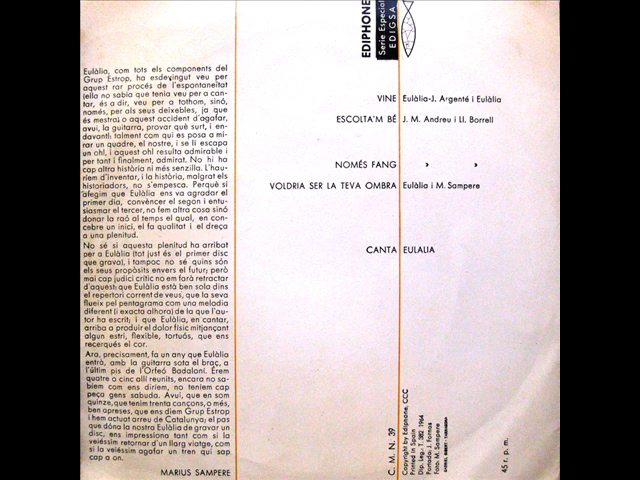 Eulàlia, com tots els components del
Grup Estrop, ha esdevingut veu per
aquest rar procés de l'espontaneïtat
(ella no sabia que tenia veu per a can-
tar, és a dir, veu per a tothom, sinó,
només, per als seus deixebles, ja que
és mestra) o aquest accident d'agafar,
avui, la guitarra, provar què surt, i en-
davant!: talment com qui es posa a mi-
rar un quadre, el nostre, i se li escapa
un oh!, i aquest oh! resulta admirable i
per tant i finalment, admirat. No hi ha
cap altra història ni més senzilla. L'hau-
ríem d'inventar, i la història, malgrat els
historiadors, no s'empesca. Perquè si
afegim que Eulàlia ens va agradar el
primer dia, convèncer el segon i entu-
siasmar el tercer, no fem altra cosa sinó
donar la raó al temps el qual, en con-
cebre un inici, el fa qualitat i el dreça
a una plenitud.
No sé si aquesta plenitud ha arribat
per a Eulàlia (tot just és el primer disc
que grava), i tampoc no sé quins són
els seus propòsits envers el futur; però
mai cap judici crític no em farà retractar
d'aquest: que Eulàlia està ben sola dins
el repertori corrent de veus, que la seva
flueix pel pentagrama com una melodia
diferent (i exacta alhora) de la que l'au-
tor ha escrit; i que Eulàlia, en cantar,
arriba a produir el dolor físic mitjançant
algun estri, flexible, tortuós, que ens
recerqués el cor.
Ara, precisament, fa un any que Eulàlia
entrà, amb la guitarra sota el braç, a
l'últim pis de l'Orfeó Badaloní. Érem
quatre o cinc allí reunits, encara no sa-
bíem com ens diríem, no teníem cap
peça gens sabuda. Avui, que en som
quinze, que tenim trenta cançons, o més,
ben apreses, que ens diem Grup Estrop
i hem actuat arreu de Catalunya; el pas
que dóna la nostra Eulàlia de gravar un
disc, ens impressiona tant com si la
veiéssim retornar d'un llarg viatge, com
si la veiéssim agafar un tren qui sap
cap a on.
MARIUS SAMPERE
EDIPHONE
Serie Especial
EDIGSA
VINE Eulàlia-J. Argenté i Eulàlia
ESCOLTA'M BÉ J. M. Andreu i Ll. Borrell
NOMÉS FANG » »
VOLDRIA SER LA TEVA OMBRA Eulàlia i M. Sampere
CANTA EULALIA
C. M. N. 39
Copyright by Ediphone, CCC
Printed in Spain
Dip. Leg.: T. 382 1964
Portada: J. Fornas
Foto: M. Sampere
45 r. p. m.